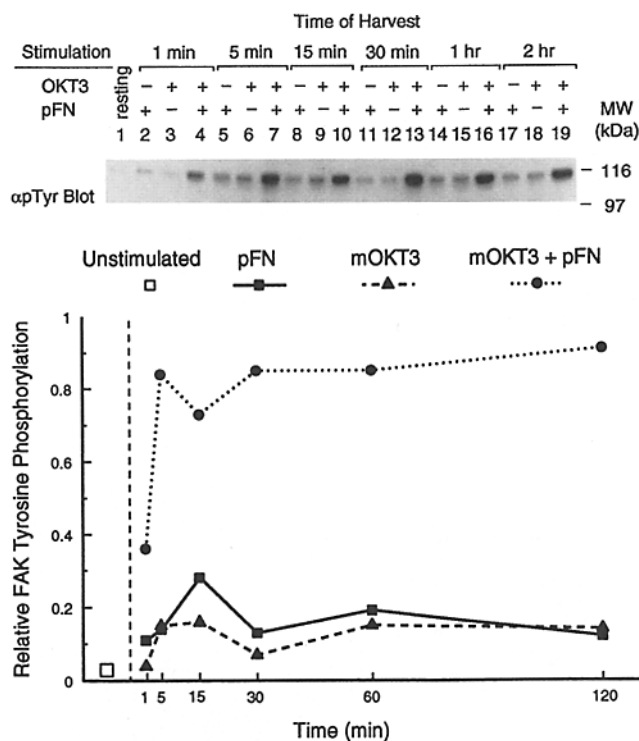 Time of Harvest
Stimulation 1 min 5 min 15 min 30 min 1 hr 2 hr
resting
OKT3 − + + − + + − + + − + + − + + − + +
pFN + − + + − + + − + + − + + − + + − + MW
1 2 3 4 5 6 7 8 9 10 11 12 13 14 15 16 17 18 19 (kDa)
αpTyr Blot
− 116
− 97
Unstimulated pFN mOKT3 mOKT3 + pFN
Relative FAK Tyrosine Phosphorylation
1
0.8
0.6
0.4
0.2
0
1 5 15 30 60 120
Time (min)